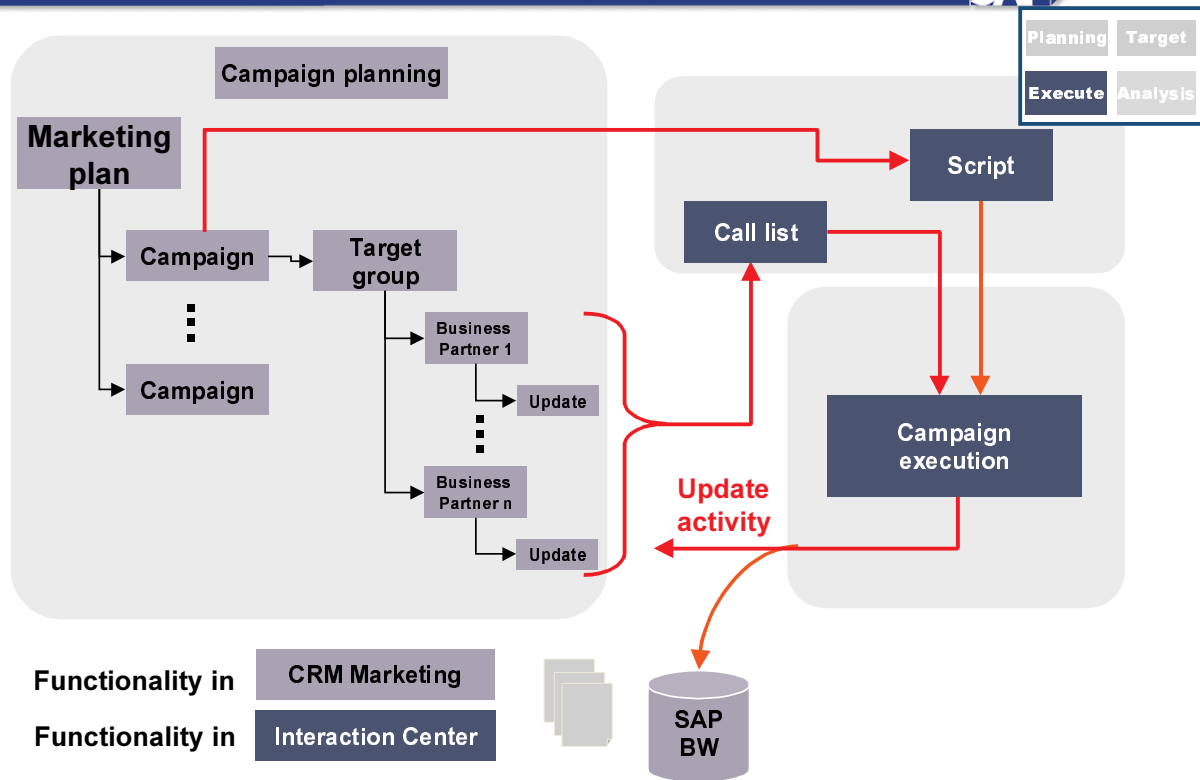 Planning Target
Execute Analysis
Campaign planning
Marketing
plan
Campaign
Target
group
Business
Partner 1
Update
Campaign
Business
Partner n
Update
Script
Call list
Campaign
execution
Update
activity
Functionality in CRM Marketing
Functionality in Interaction Center
SAP
BW